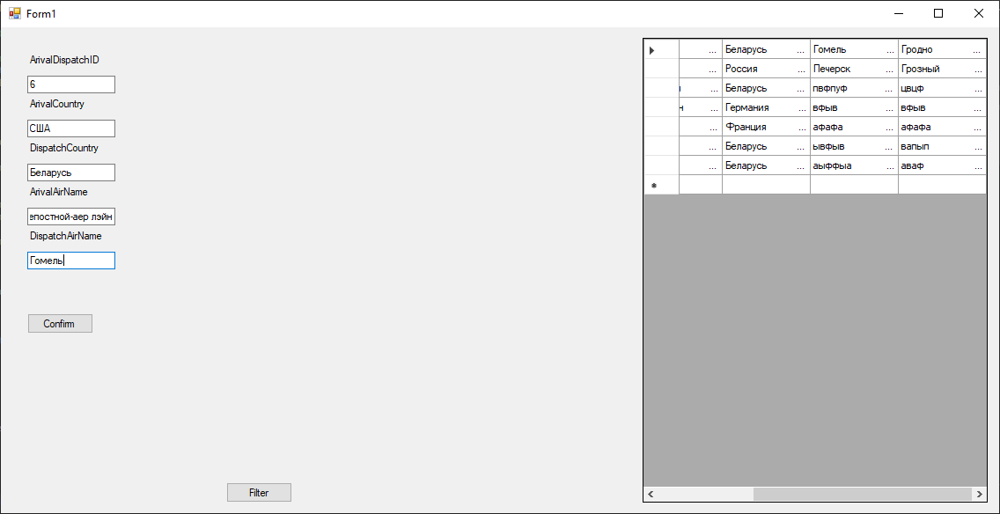 Form1
ArivalDispatchID
6
ArivalCountry
США
DispatchCountry
Беларусь
ArivalAirName
епостной-аер лэйн
DispatchAirName
Гомель
Confirm
Filter
... Беларусь ... Гомель ... Гродно ...
... Россия ... Печерск ... Грозный ...
... Беларусь ... пвфпуф ... цвцф ...
н ... Германия ... вфыв ... вфыв ...
... Франция ... афафа ... афафа ...
... Беларусь ... ывфыв ... вапып ...
... Беларусь ... аыффыа ... аваф ...